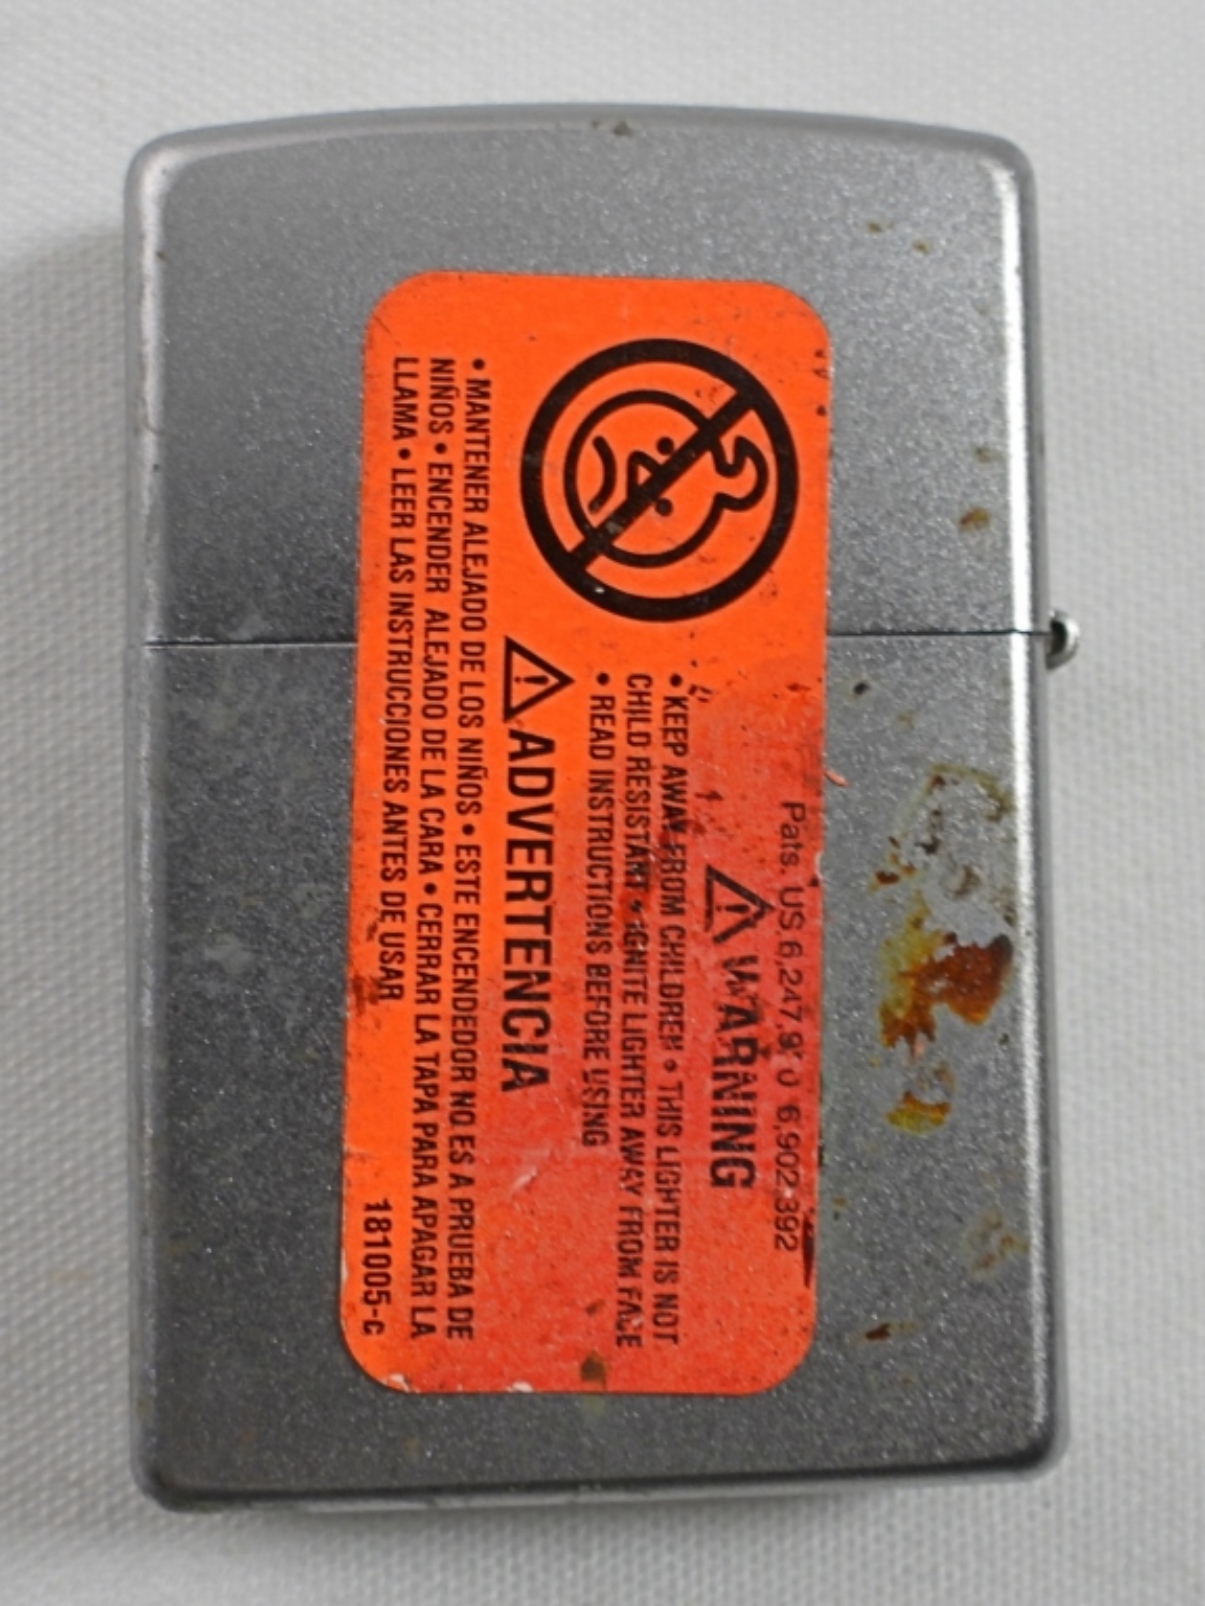 Pats. US 6,247,910 6,902,392
WARNING
• KEEP AWAY FROM CHILDREN • THIS LIGHTER IS NOT
CHILD RESISTANT • IGNITE LIGHTER AWAY FROM FACE
• READ INSTRUCTIONS BEFORE USING
ADVERTENCIA
• MANTENER ALEJADO DE LOS NIÑOS • ESTE ENCENDEDOR NO ES A PRUEBA DE
NIÑOS • ENCENDER ALEJADO DE LA CARA • CERRAR LA TAPA PARA APAGAR LA
LLAMA • LEER LAS INSTRUCCIONES ANTES DE USAR
181005-c